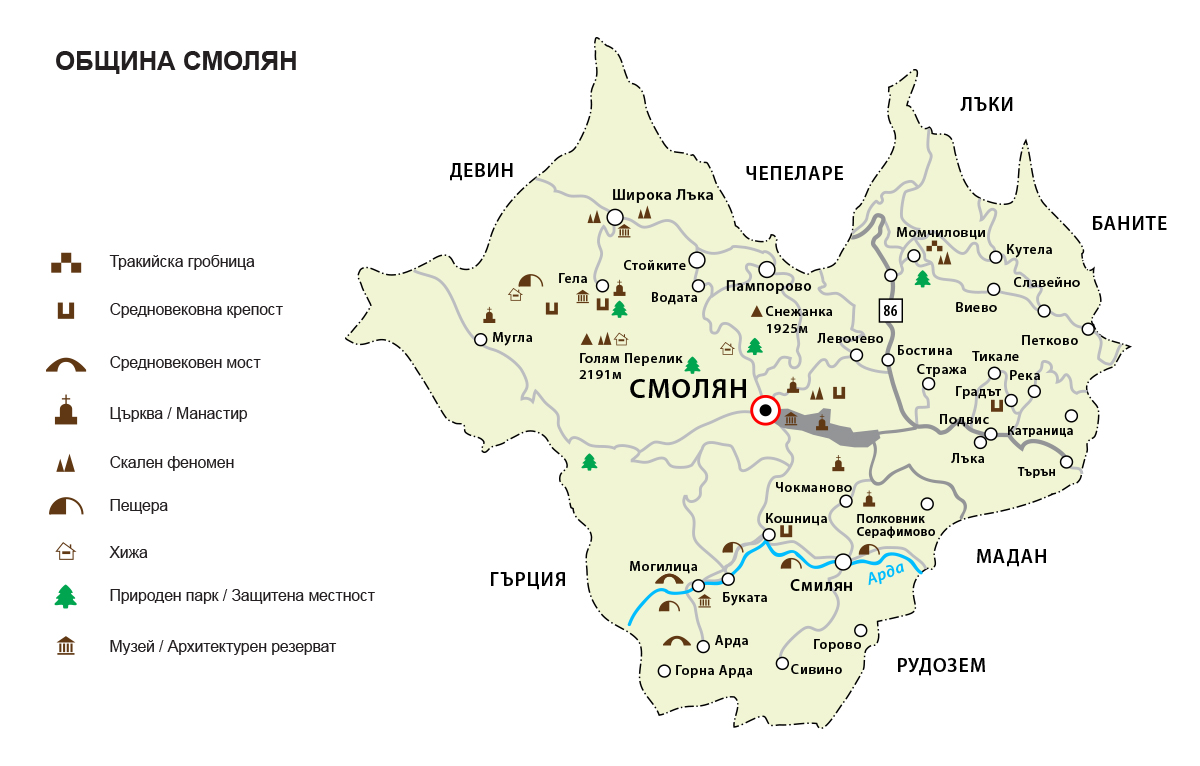 ОБЩИНА СМОЛЯН
Тракийска гробница
Средновековна крепост
Средновековен мост
Църква / Манастир
Скален феномен
Пещера
Хижа
Природен парк / Защитена местност
Музей / Архитектурен резерват
ЛЪКИ
ДЕВИН
ЧЕПЕЛАРЕ
БАНИТЕ
Широка Лъка
Момчиловци
Кутела
Стойките
Гела
Водата
Пампорово
Славейно
Виево
Снежанка
1925м
86
Мугла
Левочево
Петково
Голям Перелик
2191м
Бостина
Тикале
Стража
Река
СМОЛЯН
Градът
Подвис
Катраница
Лъка
Търън
Чокманово
Кошница
Полковник
Серафимово
МАДАН
ГЪРЦИЯ
Могилица
Арда
Смилян
Буката
Арда
Горово
Горна Арда
Сивино
РУДОЗЕМ